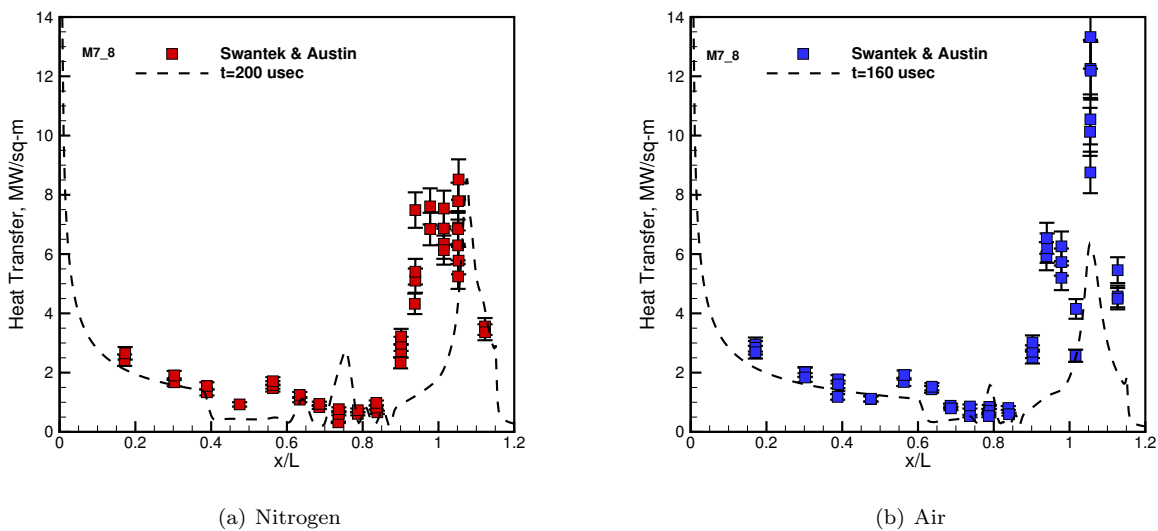 Heat Transfer, MW/sq-m
14
12
10
8
6
4
2
0
M7_8
Swantek & Austin
t=200 usec
0 0.2 0.4 0.6 0.8 1 1.2
x/L
(a) Nitrogen
Heat Transfer, MW/sq-m
14
12
10
8
6
4
2
0
M7_8
Swantek & Austin
t=160 usec
0 0.2 0.4 0.6 0.8 1 1.2
x/L
(b) Air